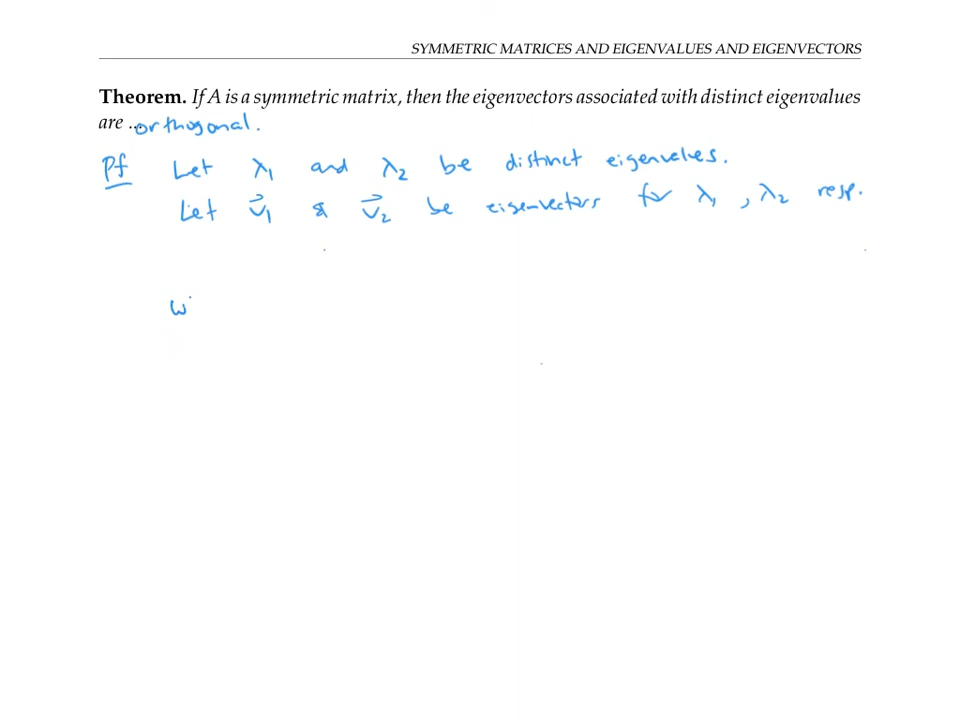 SYMMETRIC MATRICES AND EIGENVALUES AND EIGENVECTORS
Theorem. If A is a symmetric matrix, then the eigenvectors associated with distinct eigenvalues
are ... orthogonal.
Pf Let λ₁ and λ₂ be distinct eigenvalues.
Let v⃗₁ & v⃗₂ be eigenvectors for λ₁, λ₂ resp.
w